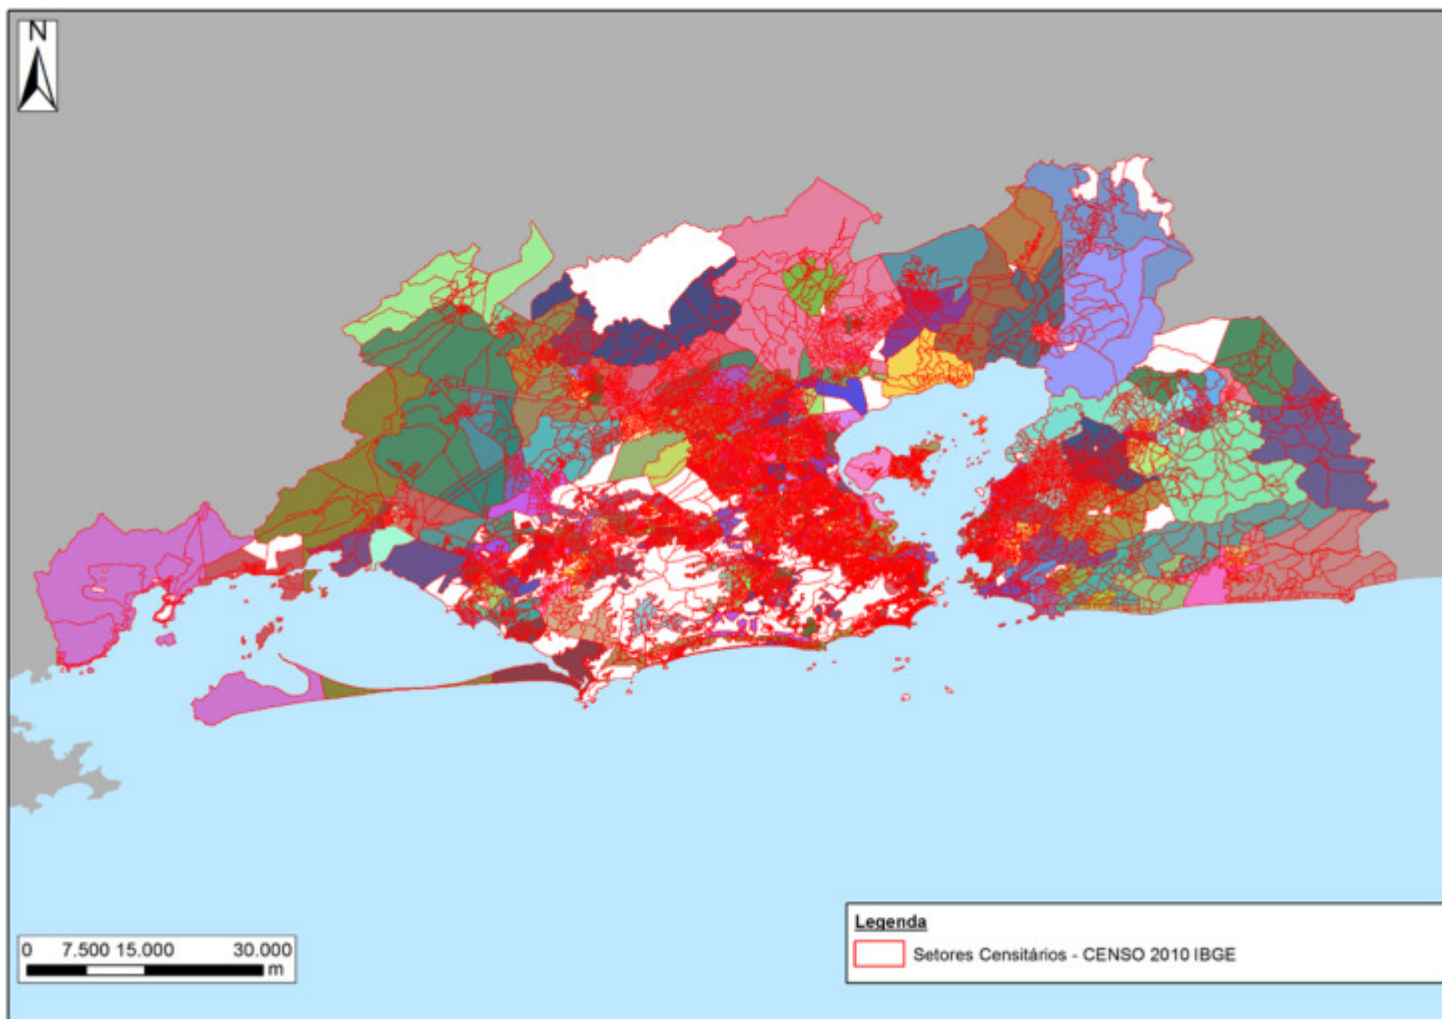 N
0 7.500 15.000 30.000
m
Legenda
Setores Censitários - CENSO 2010 IBGE